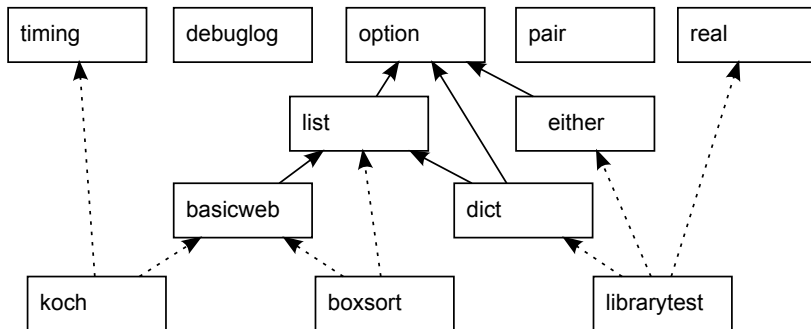 timing
debuglog
option
pair
real
list
either
basicweb
dict
koch
boxsort
librarytest